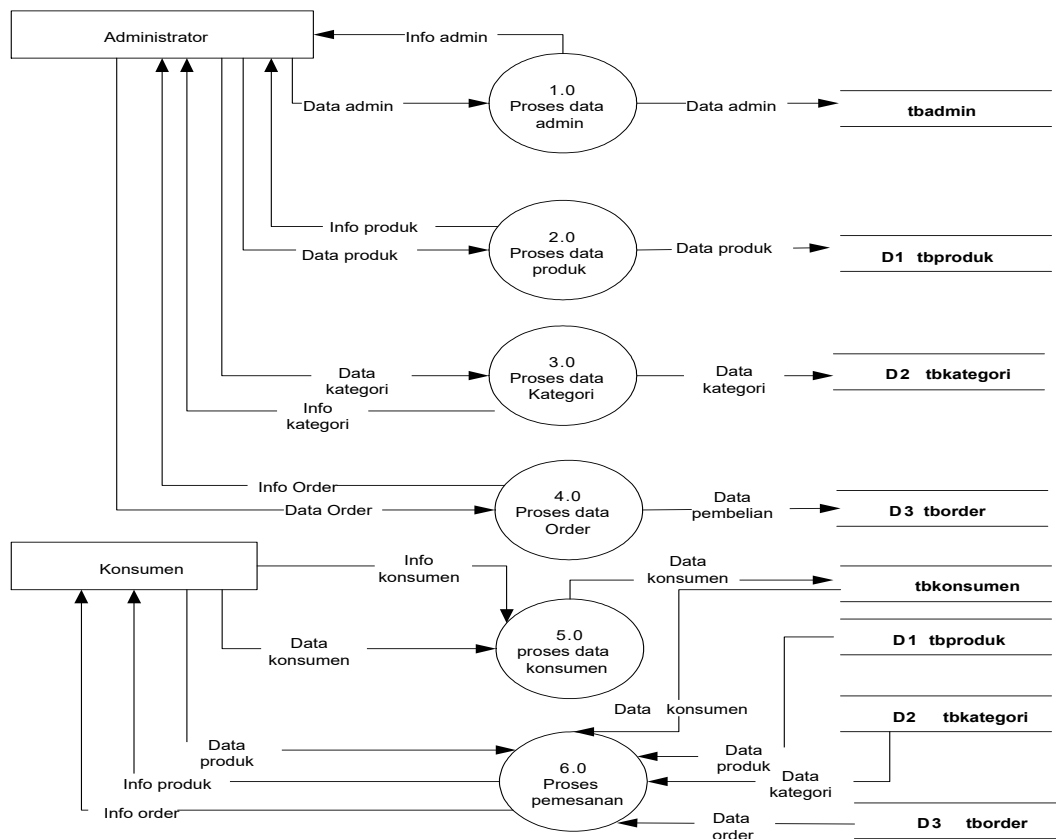 Administrator
Info admin
1.0
Proses data
admin
Data admin
Data admin
tbadmin
Info produk
2.0
Proses data
produk
Data produk
Data produk
D1 tbproduk
3.0
Proses data
Kategori
Data
kategori
Info
kategori
Data
kategori
D2 tbkategori
Info Order
4.0
Proses data
Order
Data Order
Data
pembelian
D3 tborder
Konsumen
Info
konsumen
Data
konsumen
tbkonsumen
5.0
proses data
konsumen
Data
konsumen
D1 tbproduk
Data konsumen
D2 tbkategori
Data
produk
6.0
Proses
pemesanan
Data
produk
Info produk
Data
kategori
Info order
Data
order
D3 tborder